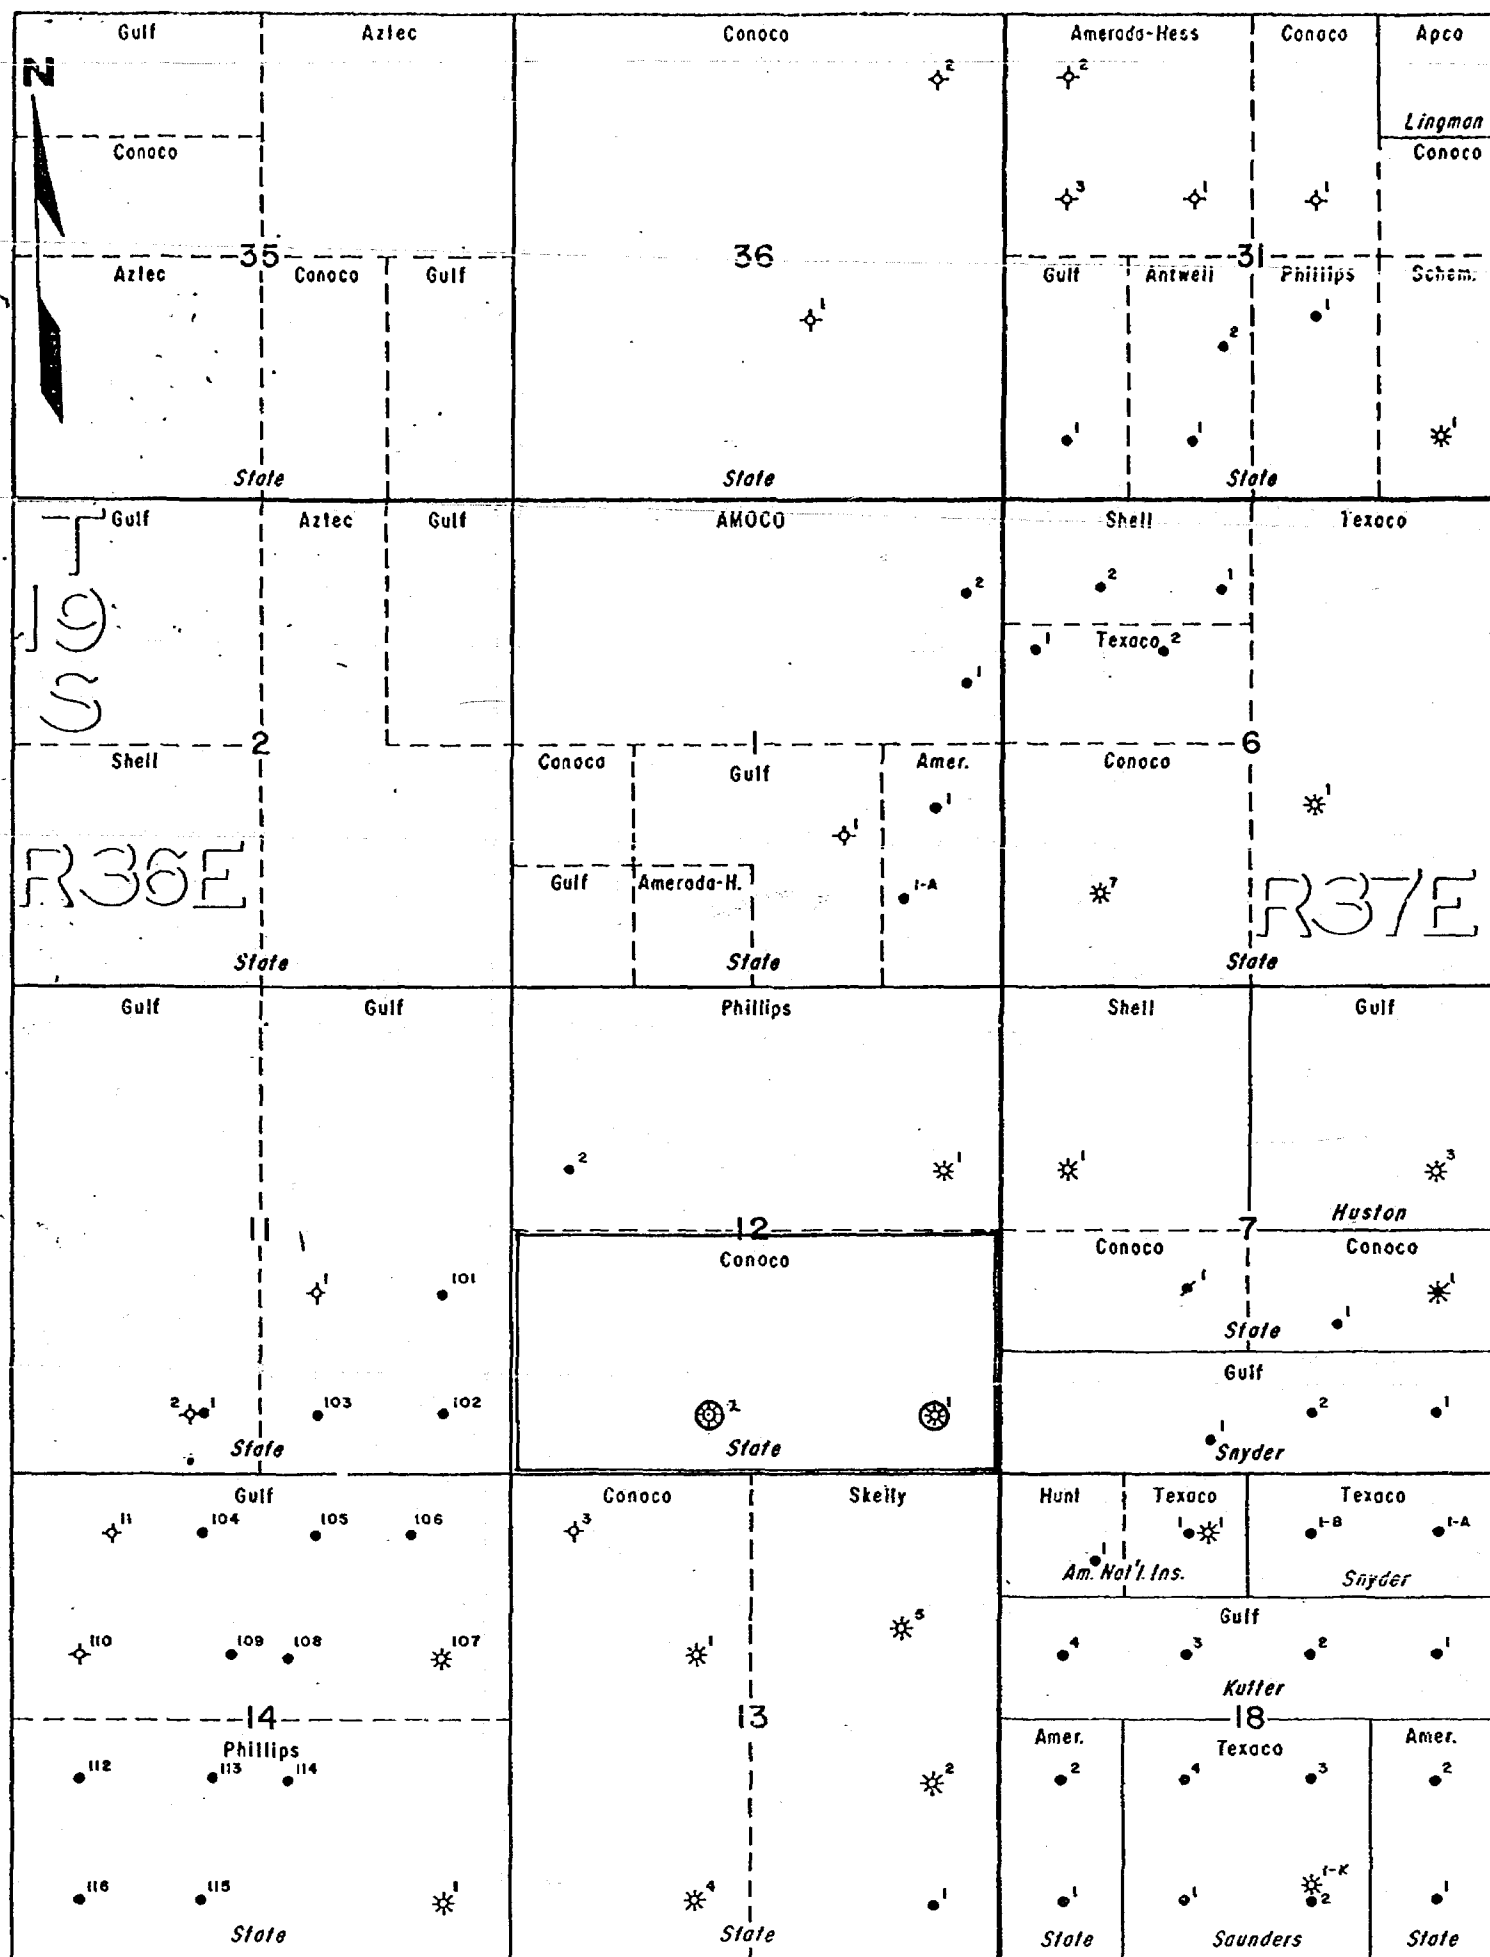 Gulf Aztec Conoco Amerada-Hess Conoco Apco
N
2 2
Lingman
Conoco Conoco
3 1 1
35 36 31
Aztec Conoco Gulf Gulf Antweil Phillips Schem.
1 1
2
1 1 1
State State State
Gulf Aztec Gulf AMOCO Shell Texaco
T
19
S
2 2 1
Texaco
1 2
1
2 1 6
Shell Conoco Gulf Amer. Conoco
1 1
1
R36E Gulf Amerada-H. 1-A 7 R37E
State State State
Gulf Gulf Phillips Shell Gulf
2 1 1 3
Huston
11 12 7
Conoco Conoco Conoco
1 101 1 1
1
State
Gulf
2 1 103 102 2 1 2 1
1
State State Snyder
Gulf Conoco Skelly Hunt Texaco Texaco
11 104 105 106 3 1 1 1-B 1-A
1
Am. Nat'l. Ins. Snyder
Gulf
5
110 109 108 107 1 4 3 2 1
Kutter
14 13 18
Phillips Amer. Texaco Amer.
112 113 114 2 2 4 3 2
1-K
116 115 1 4 1 1 1 2 1
State State State Saunders State